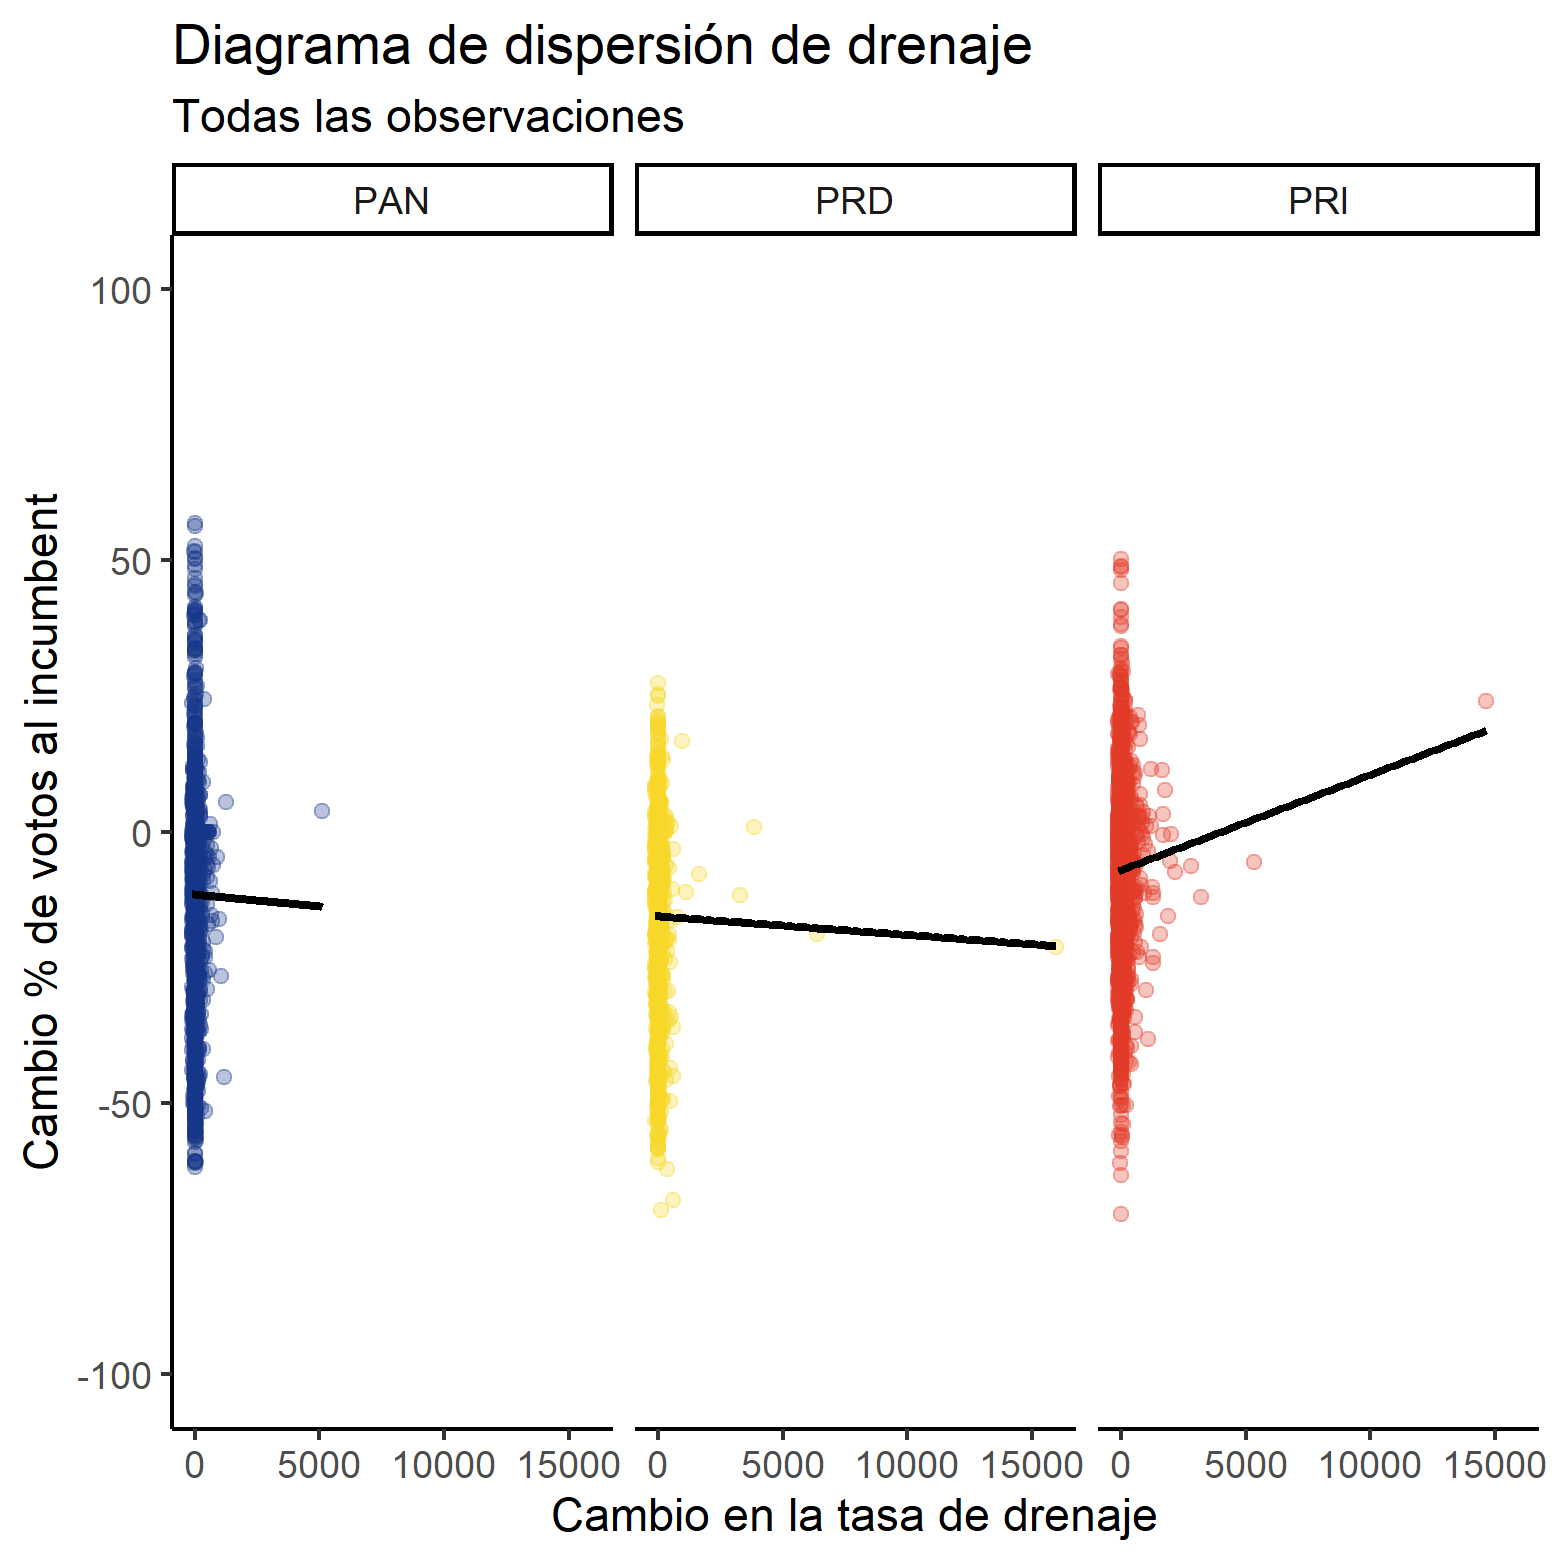 Diagrama de dispersión de drenaje
Todas las observaciones
PAN PRD PRI
100
50
0
-50
-100
Cambio % de votos al incumbent
0 5000 10000 15000 0 5000 10000 15000 0 5000 10000 15000
Cambio en la tasa de drenaje